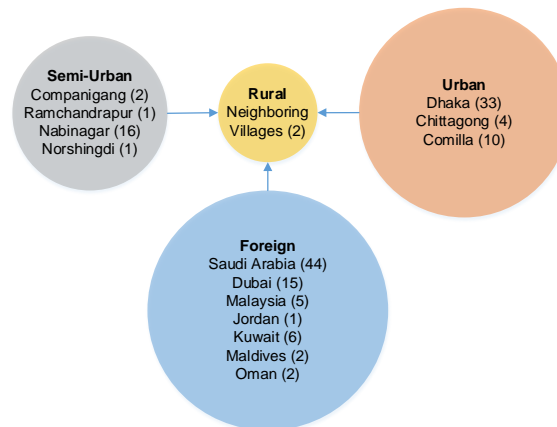 Semi-Urban
Companigang (2)
Ramchandrapur (1)
Nabinagar (16)
Norshingdi (1)
Rural
Neighboring
Villages (2)
Urban
Dhaka (33)
Chittagong (4)
Comilla (10)
Foreign
Saudi Arabia (44)
Dubai (15)
Malaysia (5)
Jordan (1)
Kuwait (6)
Maldives (2)
Oman (2)